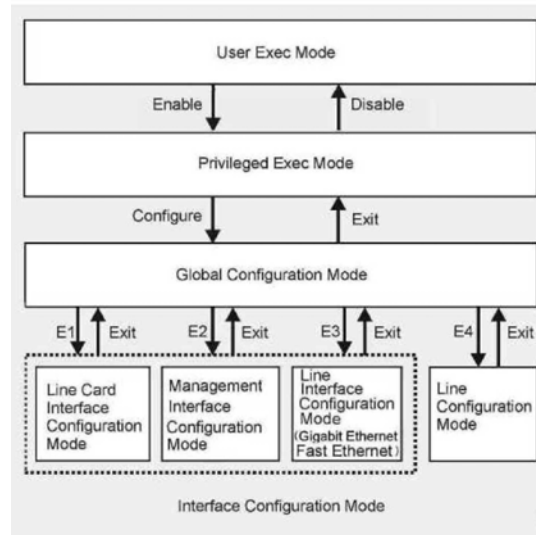 User Exec Mode
Enable
Disable
Privileged Exec Mode
Configure
Exit
Global Configuration Mode
E1
Exit
E2
Exit
E3
Exit
E4
Exit
Line Card
Interface
Configuration
Mode
Management
Interface
Configuration
Mode
Line
Interface
Configuration
Mode
(Gigabit Ethernet
Fast Ethernet)
Line
Configuration
Mode
Interface Configuration Mode